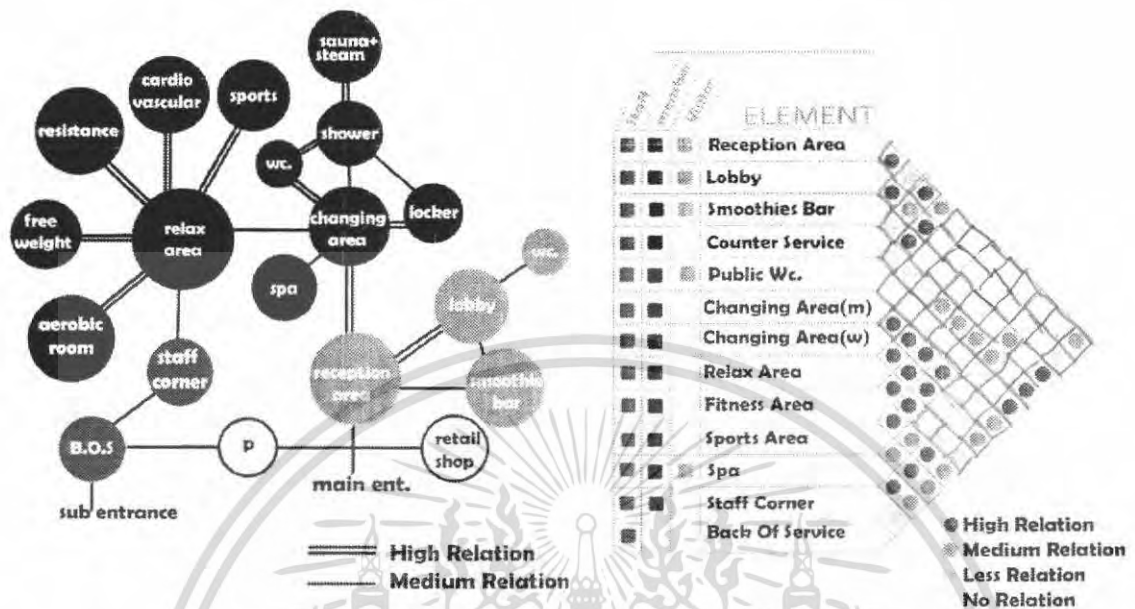 sauna+
steam
cardio
vascular
sports
resistance
shower
wc.
free
weight
relax
area
changing
area
locker
spa
wc.
lobby
aerobic
room
staff
corner
reception
area
smoothie
bar
B.O.S
P
retail
shop
main ent.
sub entrance
High Relation
Medium Relation
ELEMENT
Reception Area
Lobby
Smoothies Bar
Counter Service
Public Wc.
Changing Area(m)
Changing Area(w)
Relax Area
Fitness Area
Sports Area
Spa
Staff Corner
Back Of Service
High Relation
Medium Relation
Less Relation
No Relation